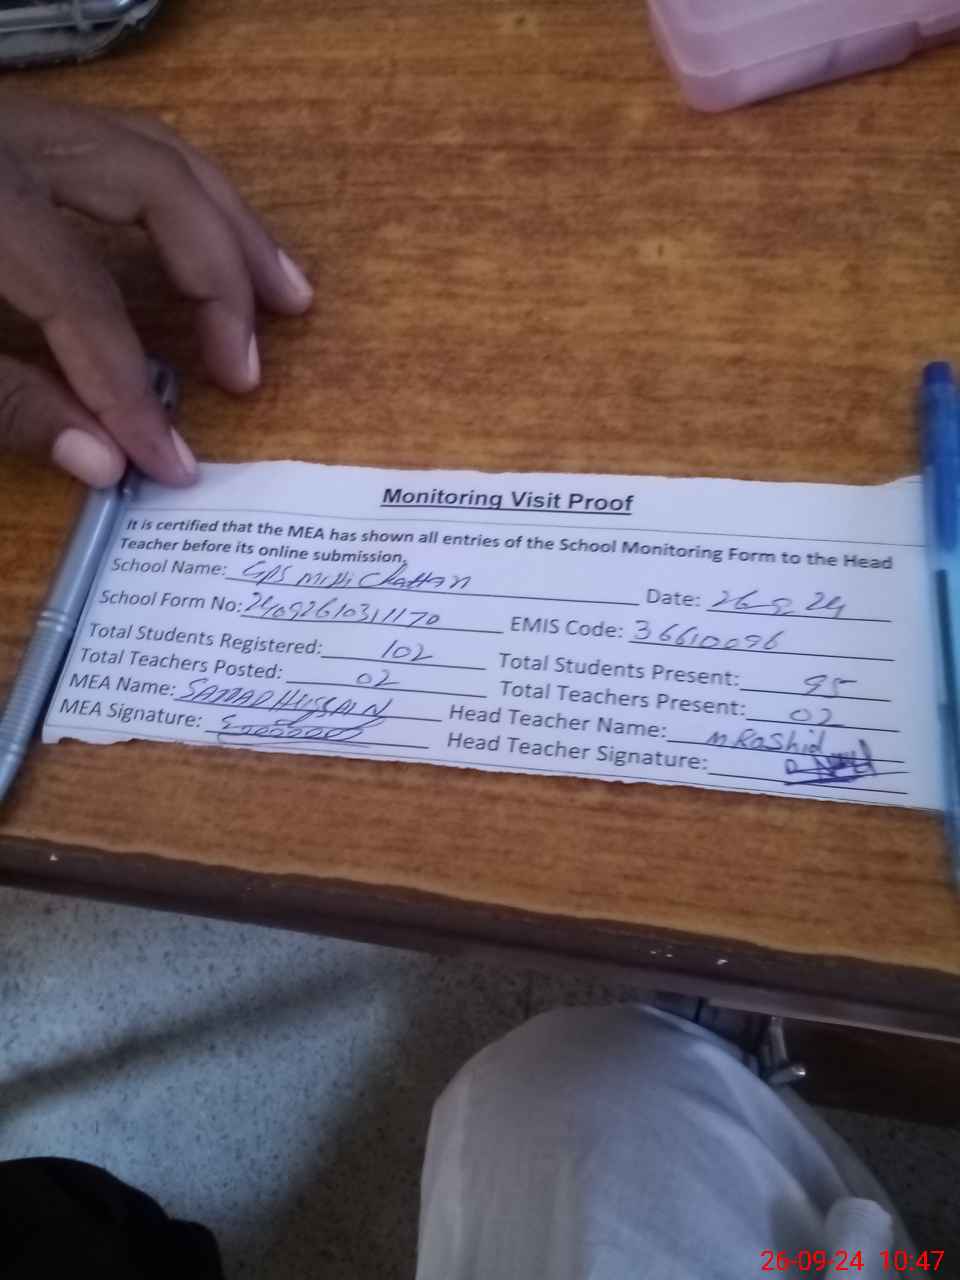 Monitoring Visit Proof
It is certified that the MEA has shown all entries of the School Monitoring Form to the Head
Teacher before its online submission.
School Name: GPS Chattan Date: 26-9-24
School Form No: 24092610311170 EMIS Code: 36610096
Total Students Registered: 102 Total Students Present: 95
Total Teachers Posted: 02 Total Teachers Present: 02
MEA Name: SAMAD HUSSAIN Head Teacher Name: M Rashid
MEA Signature: Head Teacher Signature:
26-09-24 10:47